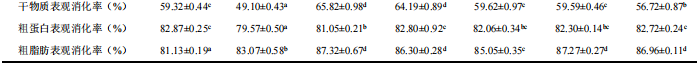 干物质表观消化率（%） 59.32±0.44ᶜ 49.10±0.43ᵃ 65.82±0.98ᵈ 64.19±0.89ᵈ 59.62±0.97ᶜ 59.59±0.46ᶜ 56.72±0.87ᵇ
粗蛋白表观消化率（%） 82.87±0.25ᶜ 79.57±0.50ᵃ 81.05±0.21ᵇ 82.80±0.92ᶜ 82.06±0.34ᵇᶜ 82.30±0.14ᵇᶜ 82.72±0.24ᶜ
粗脂肪表观消化率（%） 81.13±0.19ᵃ 83.07±0.58ᵇ 87.32±0.67ᵈ 86.30±0.28ᵈ 85.05±0.35ᶜ 87.27±0.27ᵈ 86.96±0.11ᵈ